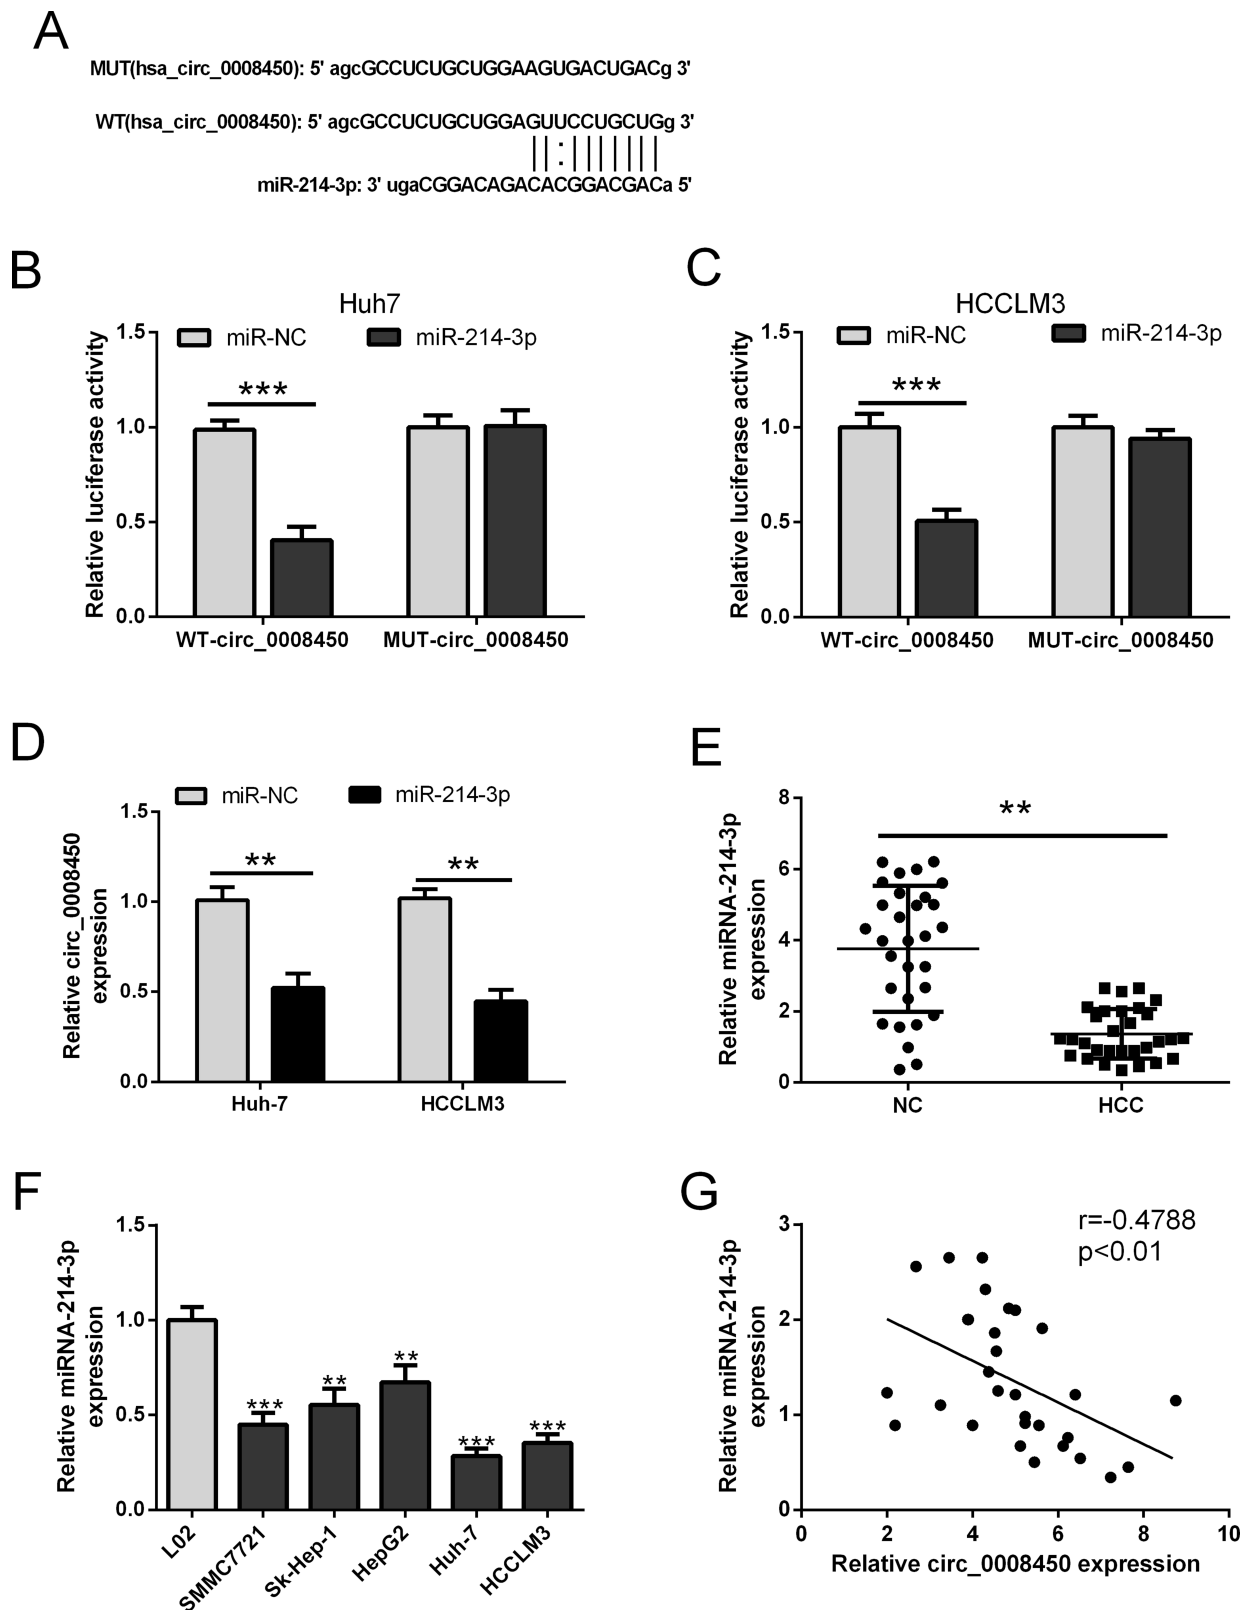 A
MUT(hsa_circ_0008450): 5' agcGCCUCUGCUGGAAGUGACUGACg 3'
WT(hsa_circ_0008450): 5' agcGCCUCUGCUGGAGUUCCUGCUGg 3'
miR-214-3p: 3' ugaCGGACAGACACGGACGACa 5'
B
Huh7
miR-NC
miR-214-3p
Relative luciferase activity
1.5
1.0
0.5
0.0
***
WT-circ_0008450
MUT-circ_0008450
C
HCCLM3
miR-NC
miR-214-3p
Relative luciferase activity
1.5
1.0
0.5
0.0
***
WT-circ_0008450
MUT-circ_0008450
D
miR-NC
miR-214-3p
Relative circ_0008450
expression
1.5
1.0
0.5
0.0
**
**
Huh-7
HCCLM3
E
Relative miRNA-214-3p
expression
8
6
4
2
0
**
NC
HCC
F
Relative miRNA-214-3p
expression
1.5
1.0
0.5
0.0
***
**
**
***
***
L02
SMMC7721
Sk-Hep-1
HepG2
Huh-7
HCCLM3
G
r=-0.4788
p<0.01
Relative miRNA-214-3p
expression
3
2
1
0
0 2 4 6 8 10
Relative circ_0008450 expression